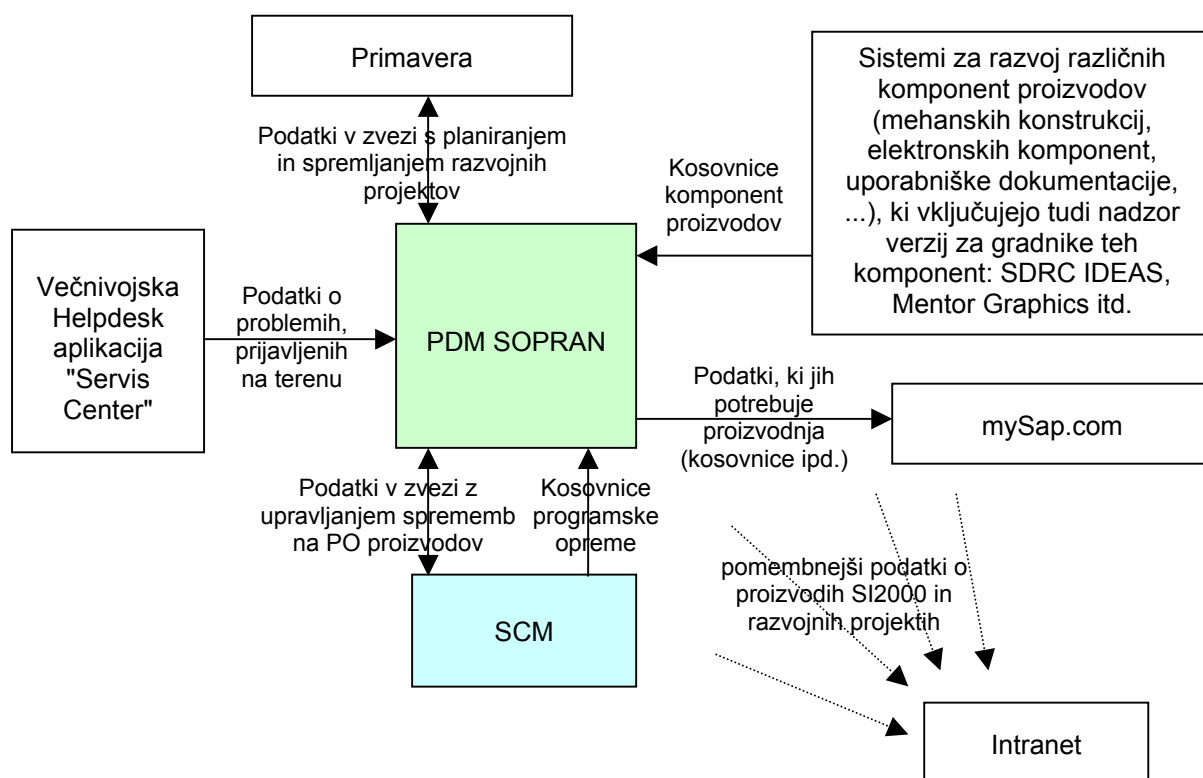 Primavera
Podatki v zvezi s planiranjem
in spremljanjem razvojnih
projektov
Sistemi za razvoj različnih
komponent proizvodov
(mehanskih konstrukcij,
elektronskih komponent,
uporabniške dokumentacije,
...), ki vključujejo tudi nadzor
verzij za gradnike teh
komponent: SDRC IDEAS,
Mentor Graphics itd.
Kosovnice
komponent
proizvodov
Večnivojska
Helpdesk
aplikacija
"Servis
Center"
Podatki o
problemih,
prijavljenih
na terenu
PDM SOPRAN
Podatki, ki jih
potrebuje
proizvodnja
(kosovnice ipd.)
mySap.com
Podatki v zvezi z
upravljanjem sprememb
na PO proizvodov
Kosovnice
programske
opreme
SCM
pomembnejši podatki o
proizvodih SI2000 in
razvojnih projektih
Intranet